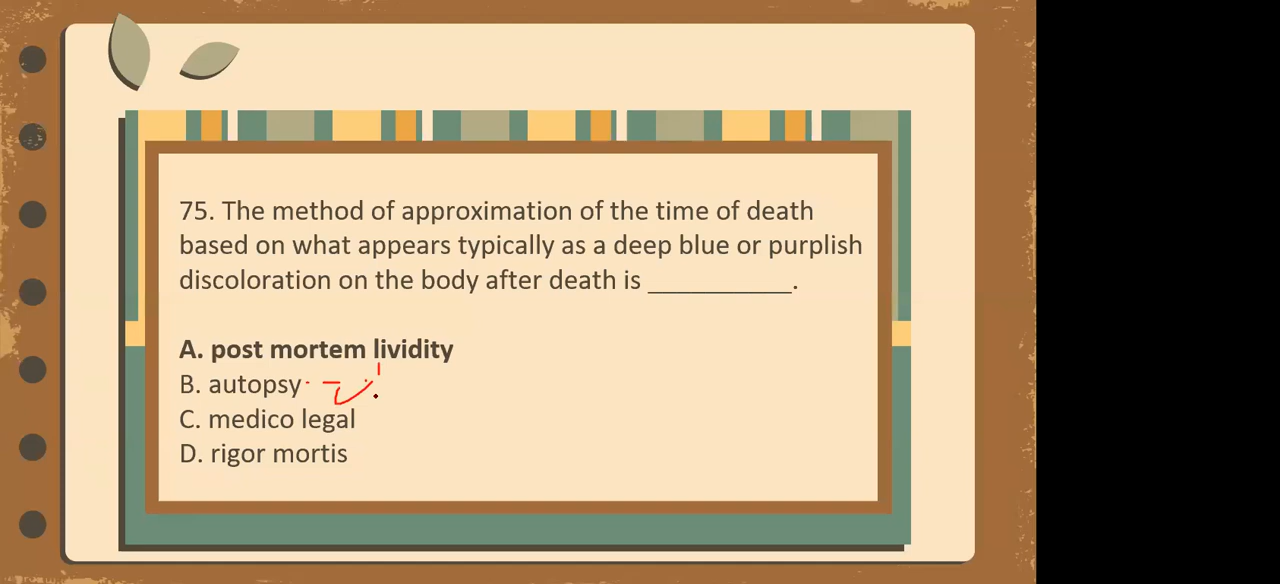 75. The method of approximation of the time of death
based on what appears typically as a deep blue or purplish
discoloration on the body after death is ___________.
A. post mortem lividity
B. autopsy
C. medico legal
D. rigor mortis